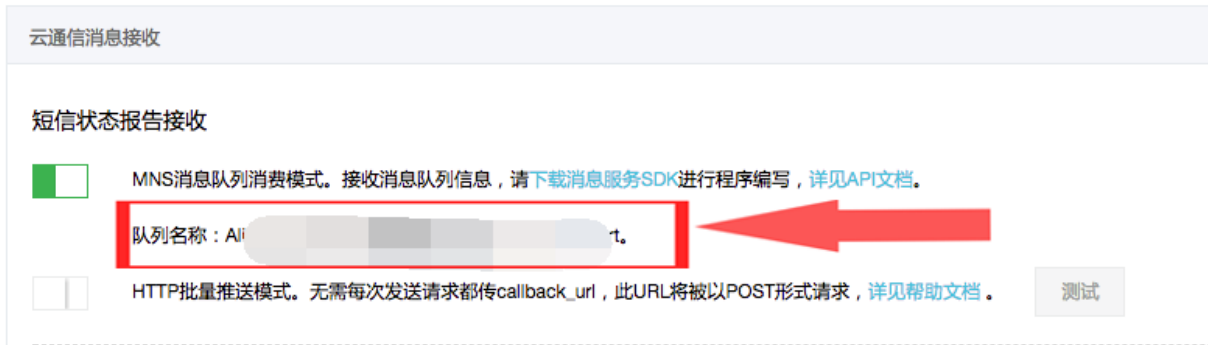 云通信消息接收
短信状态报告接收
MNS消息队列消费模式。接收消息队列信息，请下载消息服务SDK进行程序编写，详见API文档。
队列名称：Ali
HTTP批量推送模式。无需每次发送请求都传callback_url，此URL将被以POST形式请求，详见帮助文档 。
测试